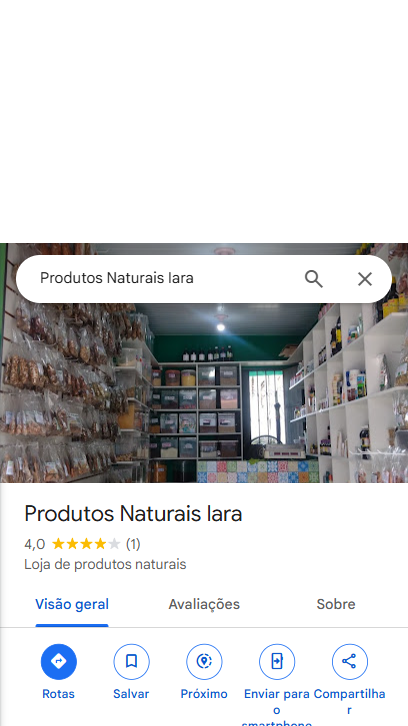 Produtos Naturais Iara
Produtos Naturais Iara
4,0 ★★★★★ (1)
Loja de produtos naturais
Visão geral Avaliações Sobre
Rotas Salvar Próximo Enviar para o smartphone Compartilhar